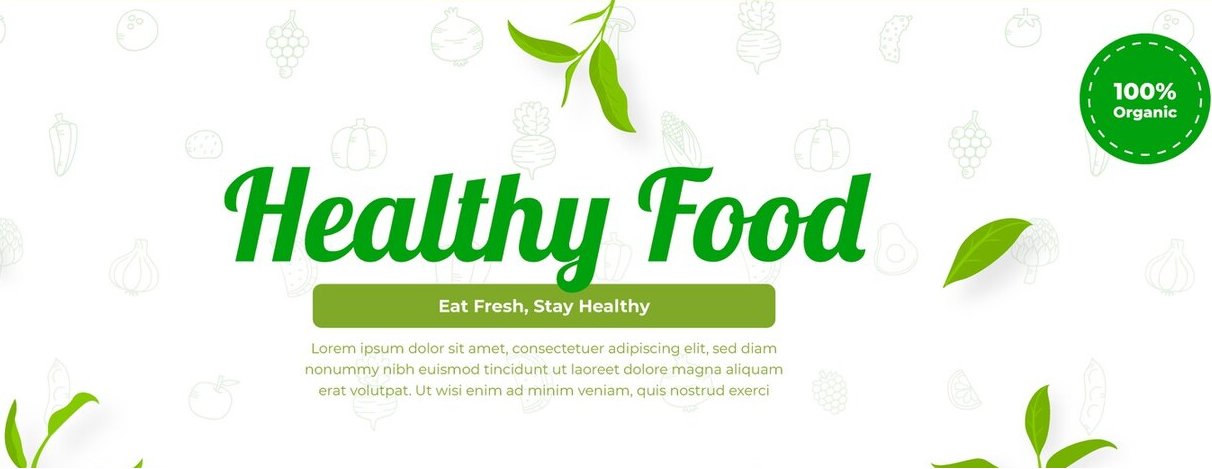 100%
Organic
Healthy Food
Eat Fresh, Stay Healthy
Lorem ipsum dolor sit amet, consectetuer adipiscing elit, sed diam
nonummy nibh euismod tincidunt ut laoreet dolore magna aliquam
erat volutpat. Ut wisi enim ad minim veniam, quis nostrud exerci